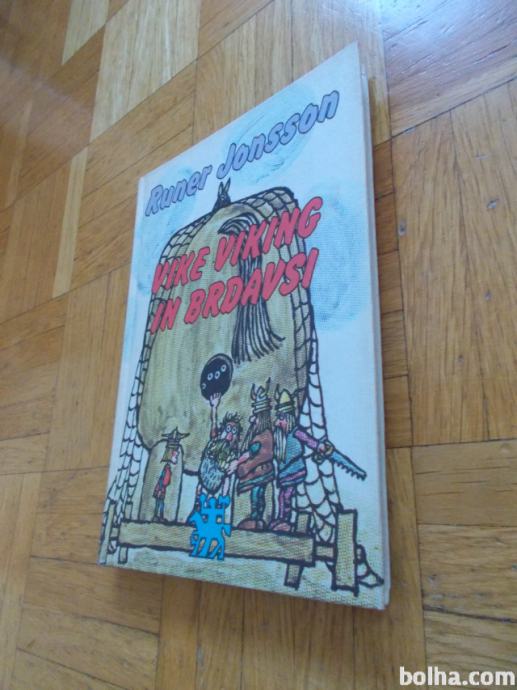 Runer Jonsson
VIKE VIKING
IN BRDAVSI
bolha.com